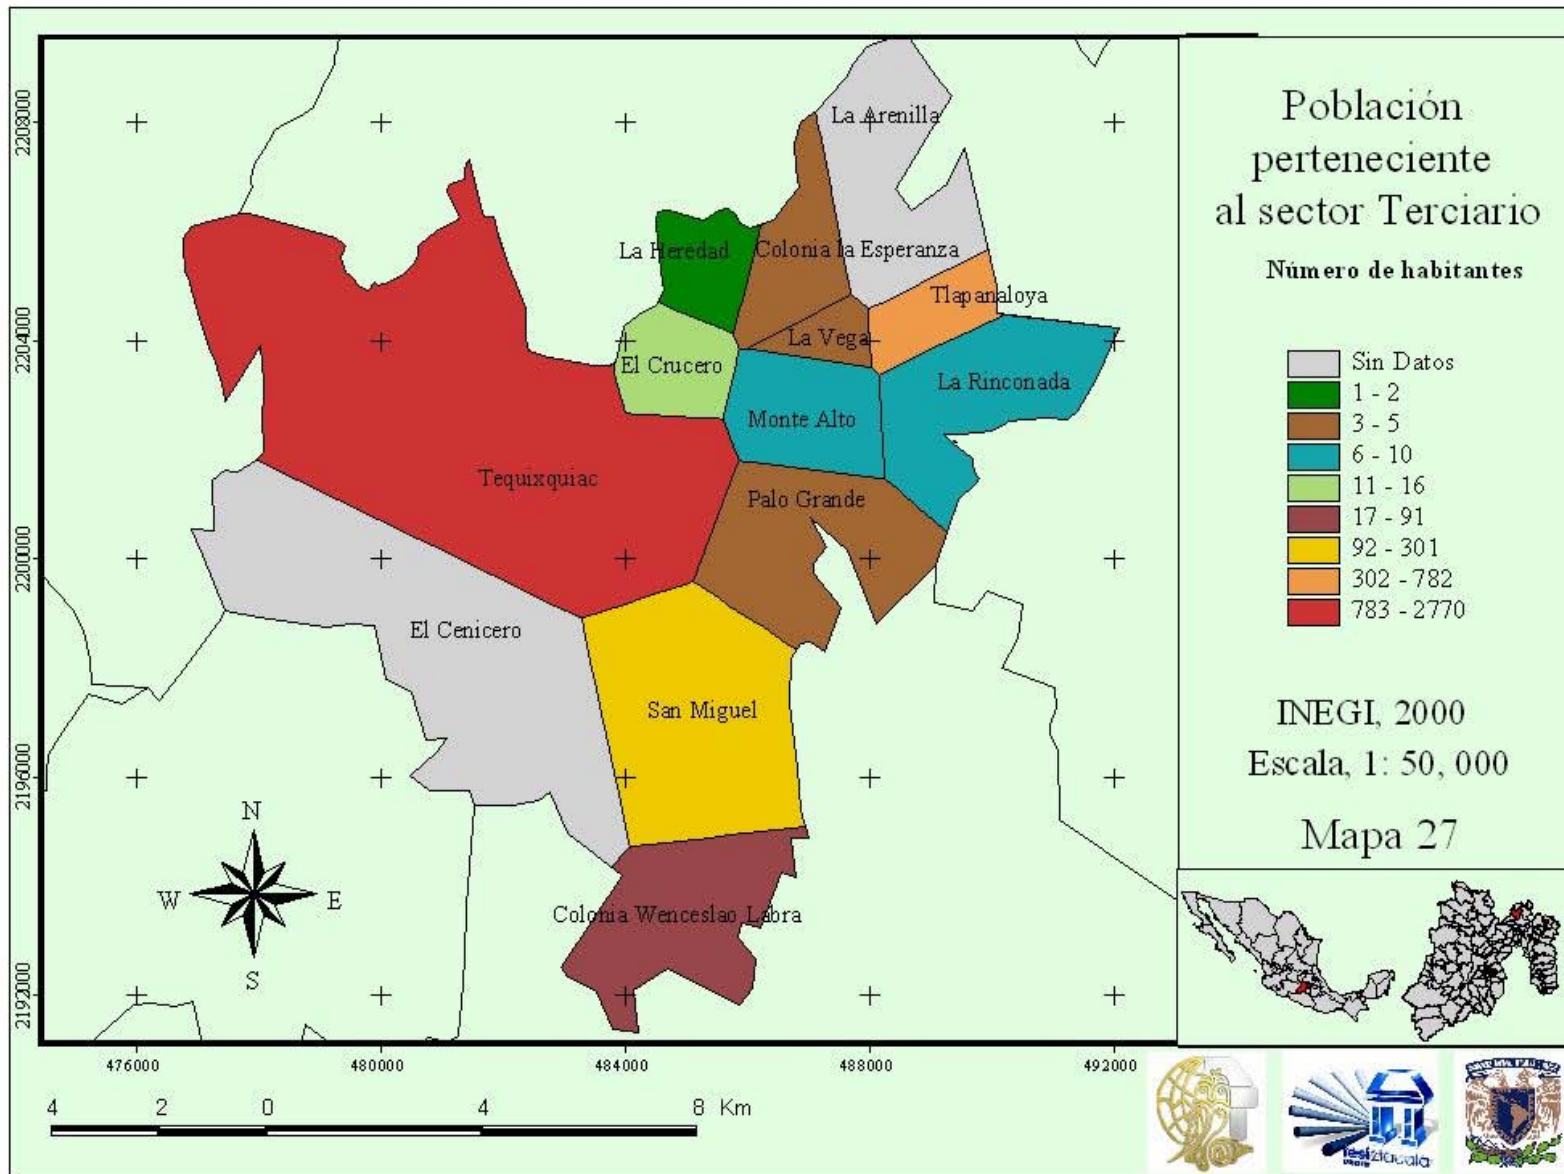 Población
perteneciente
al sector Terciario
Número de habitantes
Sin Datos
1 - 2
3 - 5
6 - 10
11 - 16
17 - 91
92 - 301
302 - 782
783 - 2770
INEGI, 2000
Escala, 1: 50, 000
Mapa 27
La Arenilla
La Heredad
Colonia la Esperanza
Tlapanaloya
La Vega
El Crucero
La Rinconada
Monte Alto
Tequixquiac
Palo Grande
El Cenicero
San Miguel
Colonia Wenceslao Labra
N
W
E
S
2208000
2204000
2200000
2196000
2192000
476000
480000
484000
488000
492000
4 2 0 4 8 Km